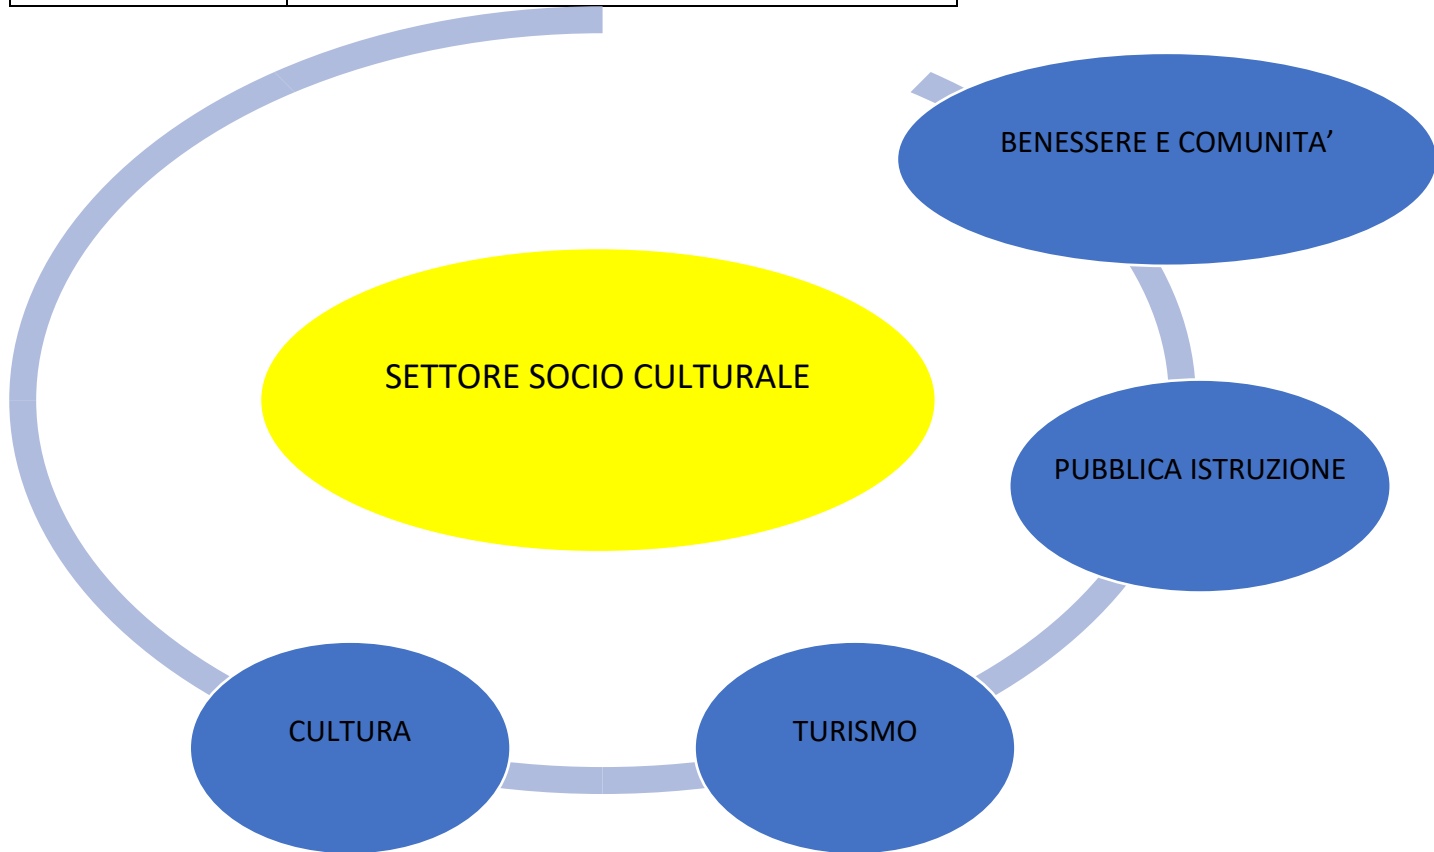 BENESSERE E COMUNITA’
SETTORE SOCIO CULTURALE
PUBBLICA ISTRUZIONE
CULTURA
TURISMO